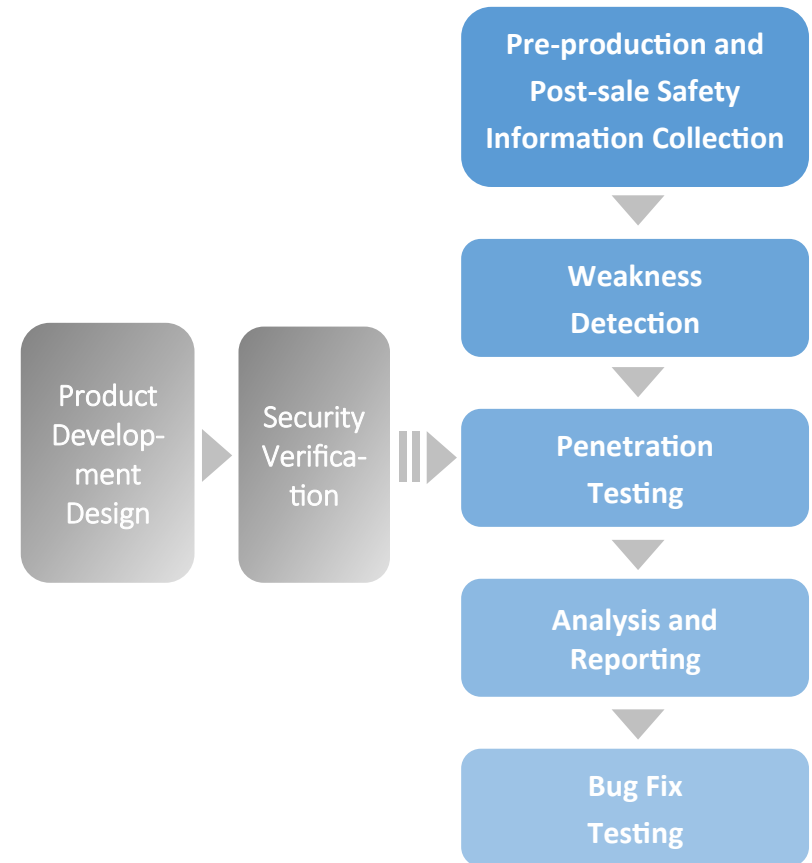 Pre-production and
Post-sale Safety
Information Collection
Weakness
Detection
Product
Develop-
ment
Design
Security
Verifica-
tion
Penetration
Testing
Analysis and
Reporting
Bug Fix
Testing